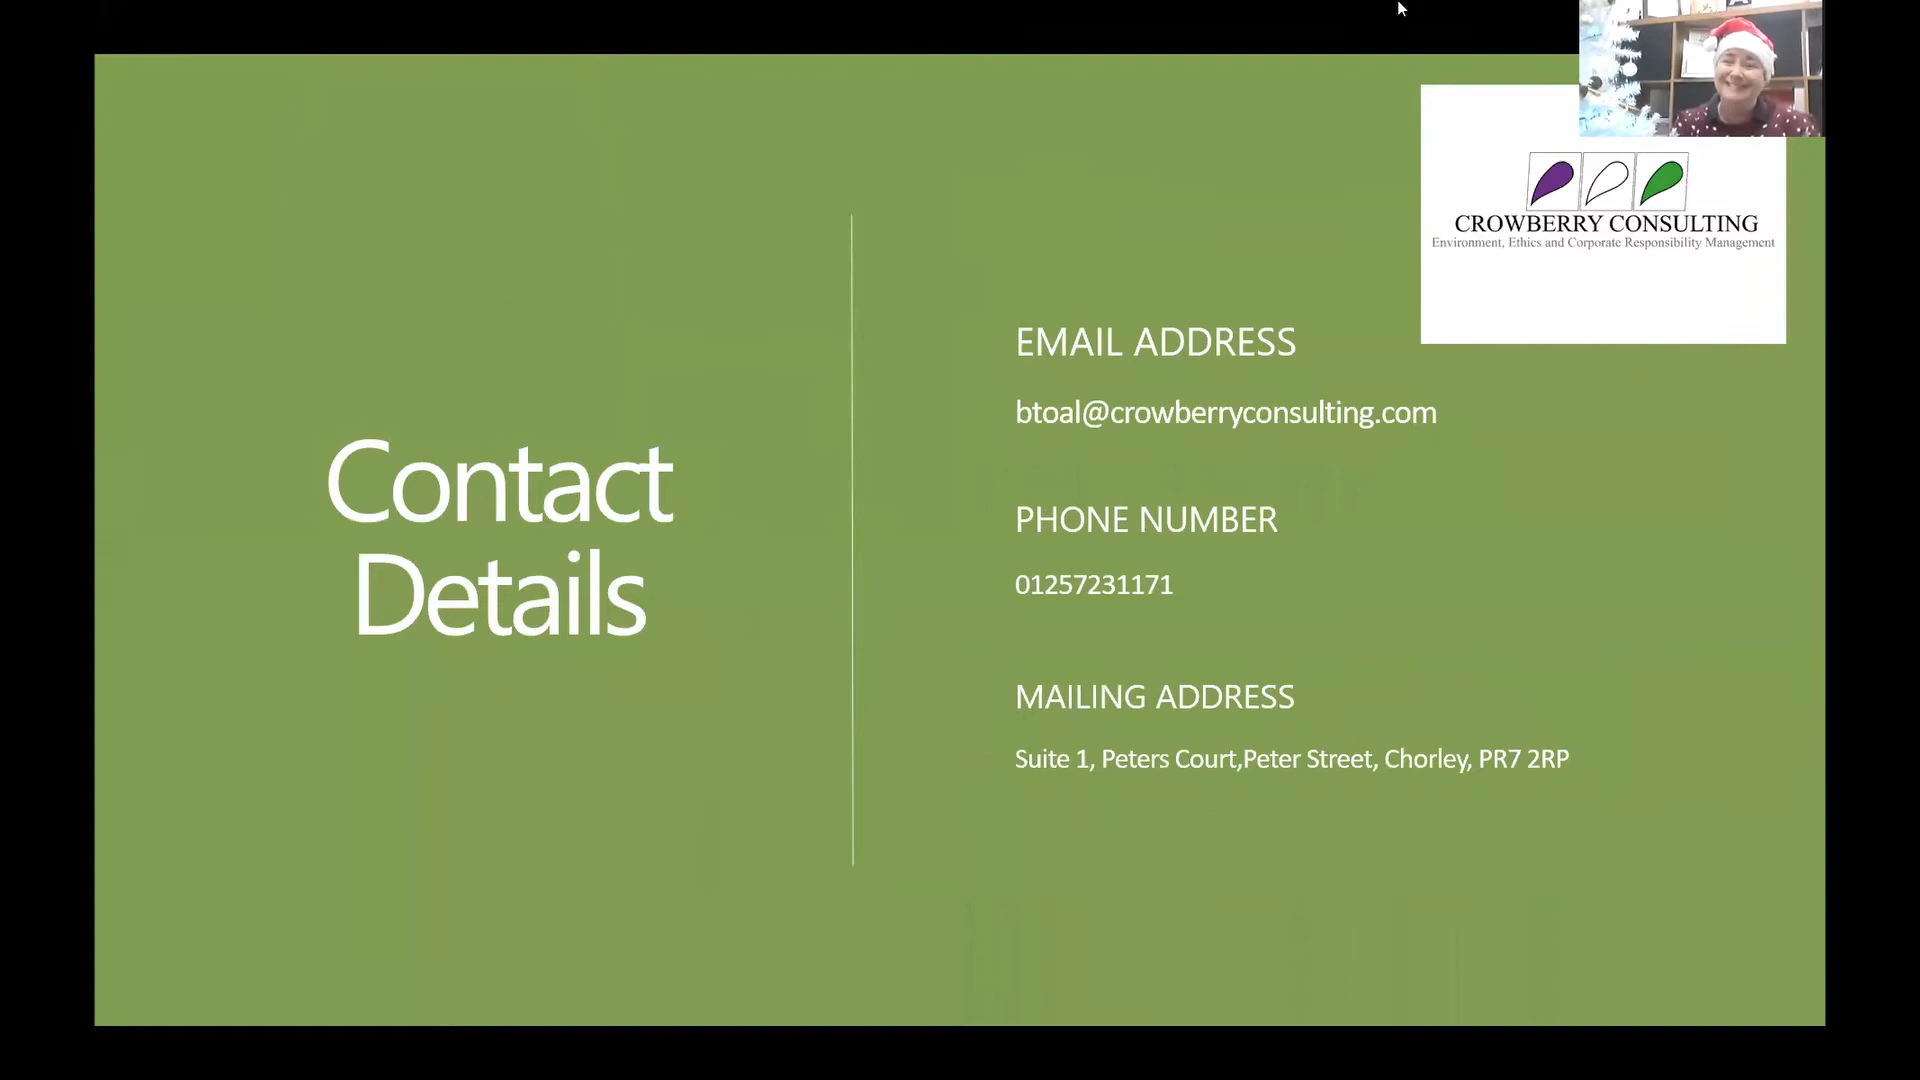 CROWBERRY CONSULTING
Environment, Ethics and Corporate Responsibility Management
Contact
Details
EMAIL ADDRESS
btoal@crowberryconsulting.com
PHONE NUMBER
01257231171
MAILING ADDRESS
Suite 1, Peters Court,Peter Street, Chorley, PR7 2RP